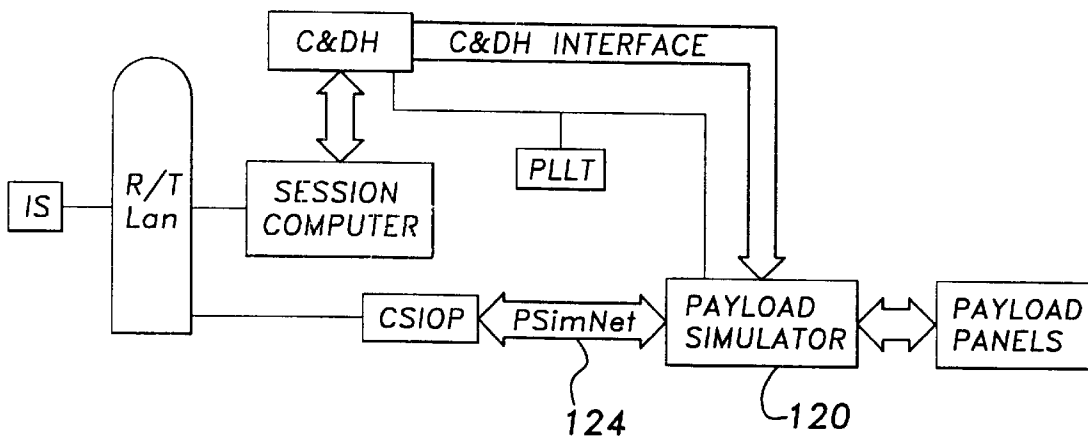 C&DH
C&DH INTERFACE
PLLT
IS
R/T
Lan
SESSION
COMPUTER
CSIOP
PSimNet
PAYLOAD
SIMULATOR
PAYLOAD
PANELS
124
120